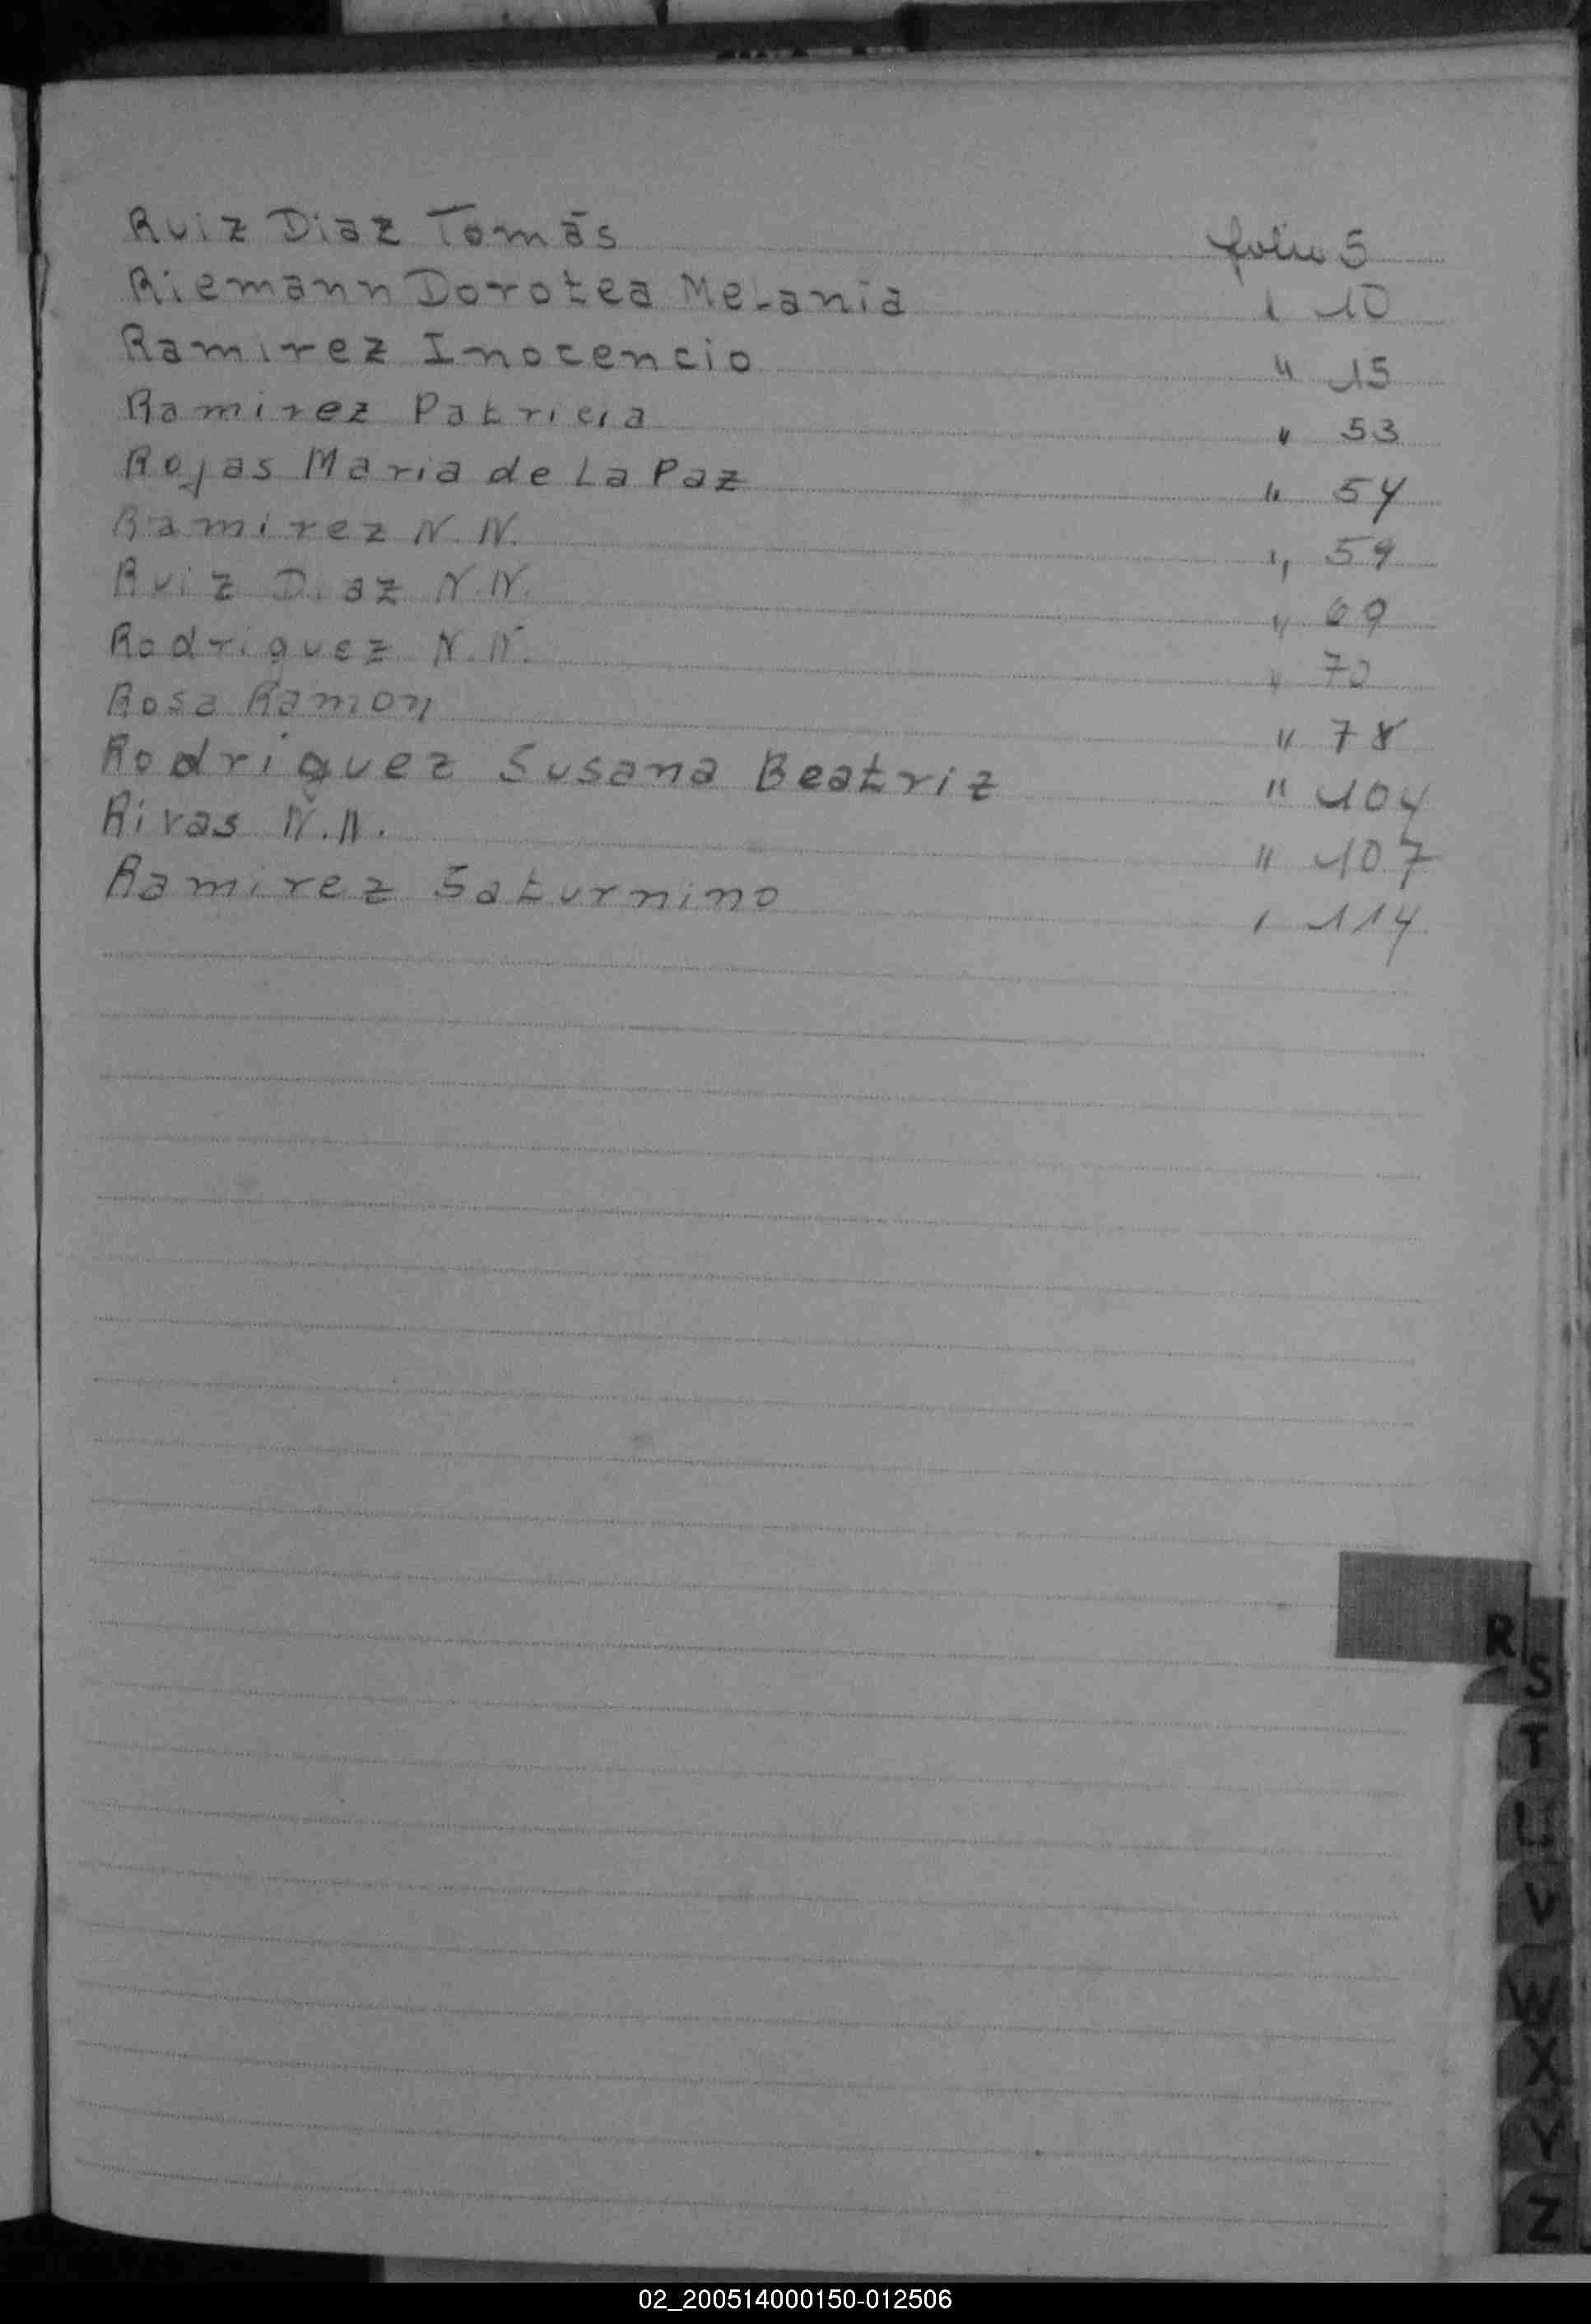 Ruiz Diaz Tomás folio 5
Riemann Dorotea Melania " 10
Ramirez Inocencio " 15
Ramirez Patricia " 53
Rojas Maria de La Paz " 54
Ramirez N.N. " 59
Ruiz Diaz N.N. " 69
Rodriguez N.N. " 70
Rosa Ramon " 78
Rodriguez Susana Beatriz " 104
Rivas N.N. " 107
Ramirez Saturnino " 114
R
S
T
U
V
W
X
Y
Z
02_200514000150-012506